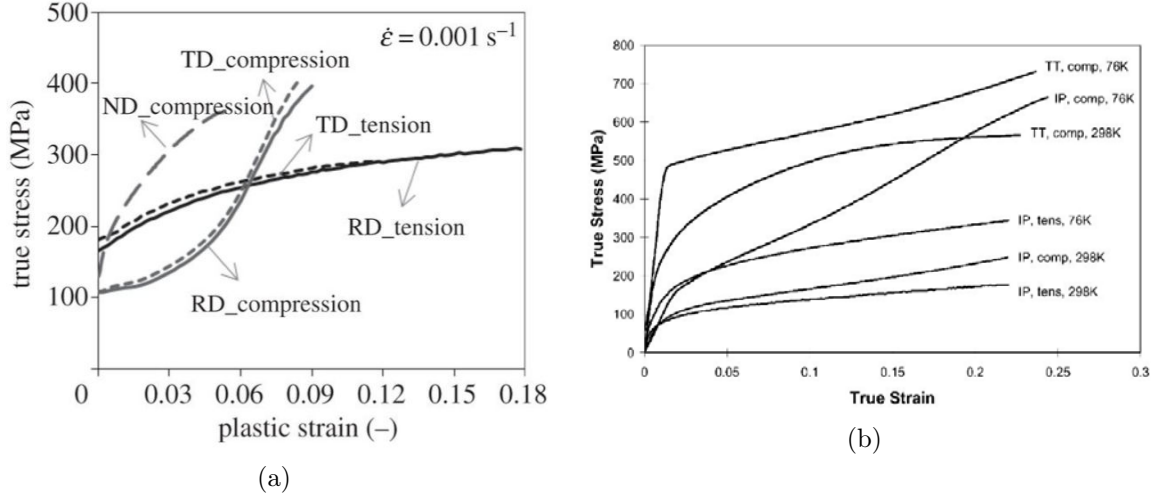 500
400
300
200
100
0
0.03
0.06
0.09
0.12
0.15
0.18
true stress (MPa)
plastic strain (–)
ε̇ = 0.001 s⁻¹
TD_compression
ND_compression
TD_tension
RD_tension
RD_compression
(a)
800
700
600
500
400
300
200
100
0
0
0.05
0.1
0.15
0.2
0.25
0.3
True Stress (MPa)
True Strain
TT, comp, 76K
IP, comp, 76K
TT, comp, 298K
IP, tens, 76K
IP, comp, 298K
IP, tens, 298K
(b)